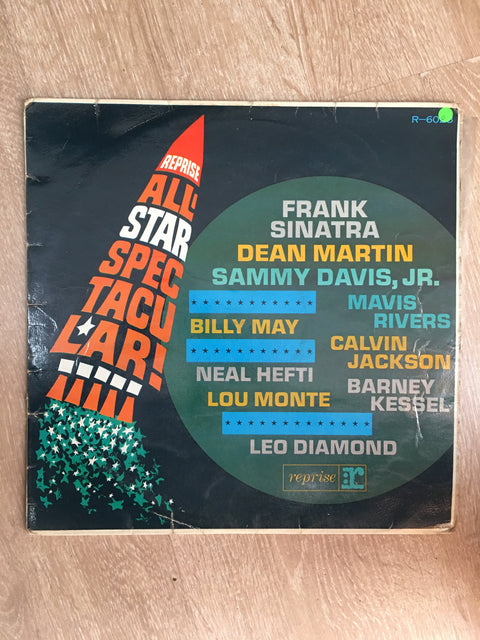 REPRISE
ALL
STAR
SPEC
TACU
LAR!
FRANK
SINATRA
DEAN MARTIN
SAMMY DAVIS, JR.
MAVIS
RIVERS
BILLY MAY
CALVIN
JACKSON
NEAL HEFTI
BARNEY
KESSEL
LOU MONTE
LEO DIAMOND
reprise